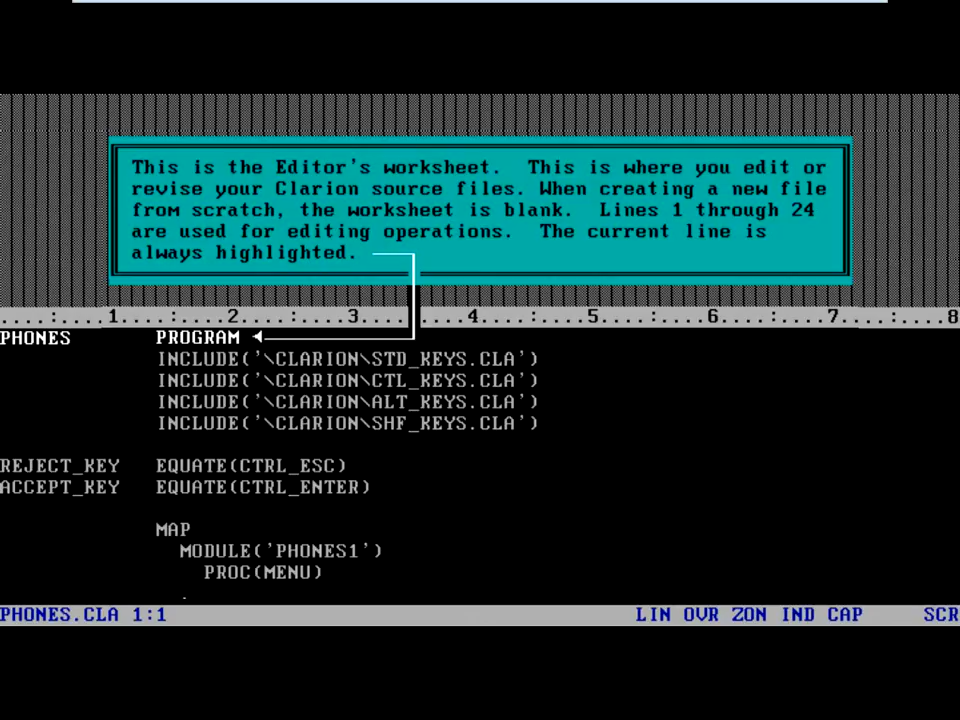 This is the Editor's worksheet.  This is where you edit or
revise your Clarion source files. When creating a new file
from scratch, the worksheet is blank.  Lines 1 through 24
are used for editing operations.  The current line is
always highlighted.
....:....1....:....2....:....3....:....4....:....5....:....6....:....7....:....8
PHONES       PROGRAM
             INCLUDE('\CLARION\STD_KEYS.CLA')
             INCLUDE('\CLARION\CTL_KEYS.CLA')
             INCLUDE('\CLARION\ALT_KEYS.CLA')
             INCLUDE('\CLARION\SHF_KEYS.CLA')
REJECT_KEY   EQUATE(CTRL_ESC)
ACCEPT_KEY   EQUATE(CTRL_ENTER)
             MAP
               MODULE('PHONES1')
                 PROC(MENU)
               .
PHONES.CLA 1:1                                       LIN OVR ZON IND CAP     SCR